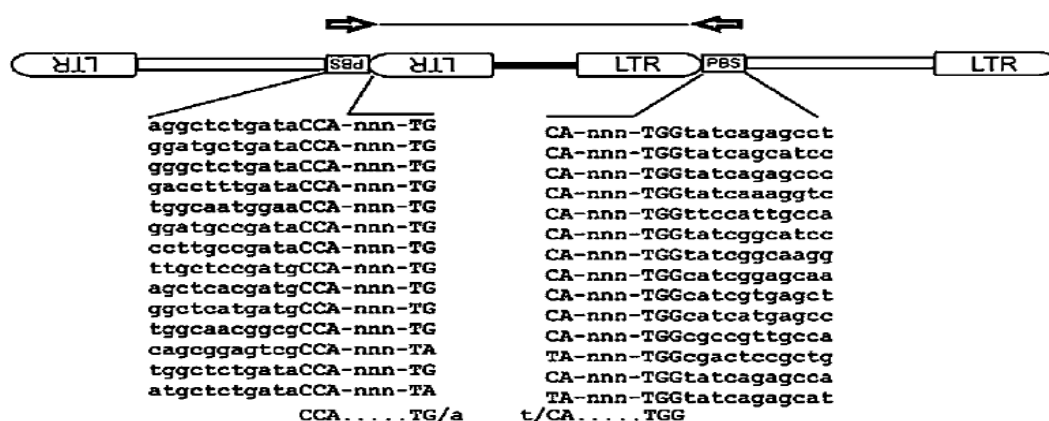 LTR PBS LTR LTR PBS LTR
aggctctgataCCA-nnn-TG
ggatgctgataCCA-nnn-TG
gggctctgataCCA-nnn-TG
gacctttgataCCA-nnn-TG
tggcaatggaaCCA-nnn-TG
ggatgccgataCCA-nnn-TG
ccttgccgataCCA-nnn-TG
ttgctccgatgCCA-nnn-TG
agctcacgatgCCA-nnn-TG
ggctcatgatgCCA-nnn-TG
tggcaacggcgCCA-nnn-TG
cagcggagtcgCCA-nnn-TA
tggctctgataCCA-nnn-TG
atgctctgataCCA-nnn-TA
CCA.....TG/a
CA-nnn-TGGtatcagagcct
CA-nnn-TGGtatcagcatcc
CA-nnn-TGGtatcagagccc
CA-nnn-TGGtatcaaaggtc
CA-nnn-TGGttccattgcca
CA-nnn-TGGtatcggcatcc
CA-nnn-TGGtatcggcaagg
CA-nnn-TGGcatcggagcaa
CA-nnn-TGGcatcgtgagct
CA-nnn-TGGcatcatgagcc
CA-nnn-TGGcgccgttgcca
TA-nnn-TGGcgactccgctg
CA-nnn-TGGtatcagagcca
TA-nnn-TGGtatcagagcat
t/CA.....TGG